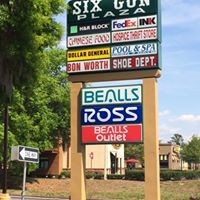 SIX GUN
PLAZA
H&R BLOCK
FedEx INK
CHINESE FOOD
HOSPICE THRIFT STORE
DOLLAR GENERAL
POOL & SPA
BON WORTH
SHOE DEPT.
BEALLS
ROSS
BEALLS
Outlet